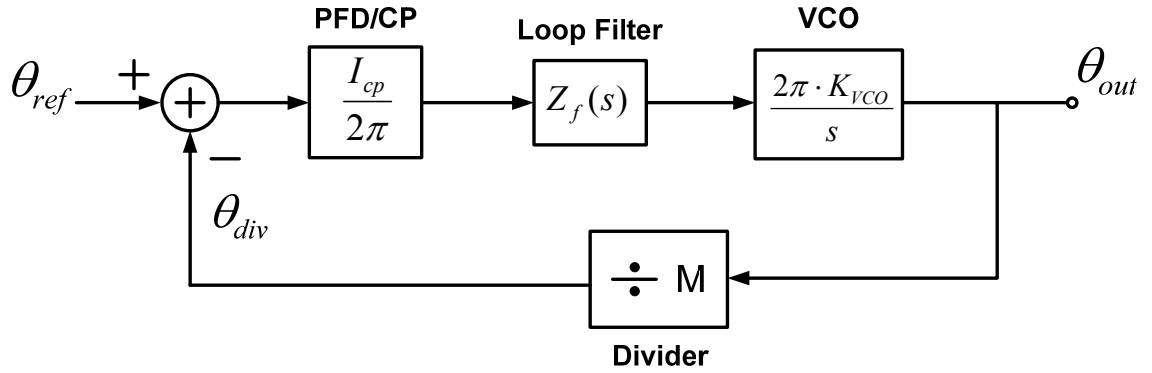 PFD/CP
Loop Filter
VCO
θref
+
+
Icp
2π
Zf(s)
2π · KVCO
s
θout
−
θdiv
÷ M
Divider